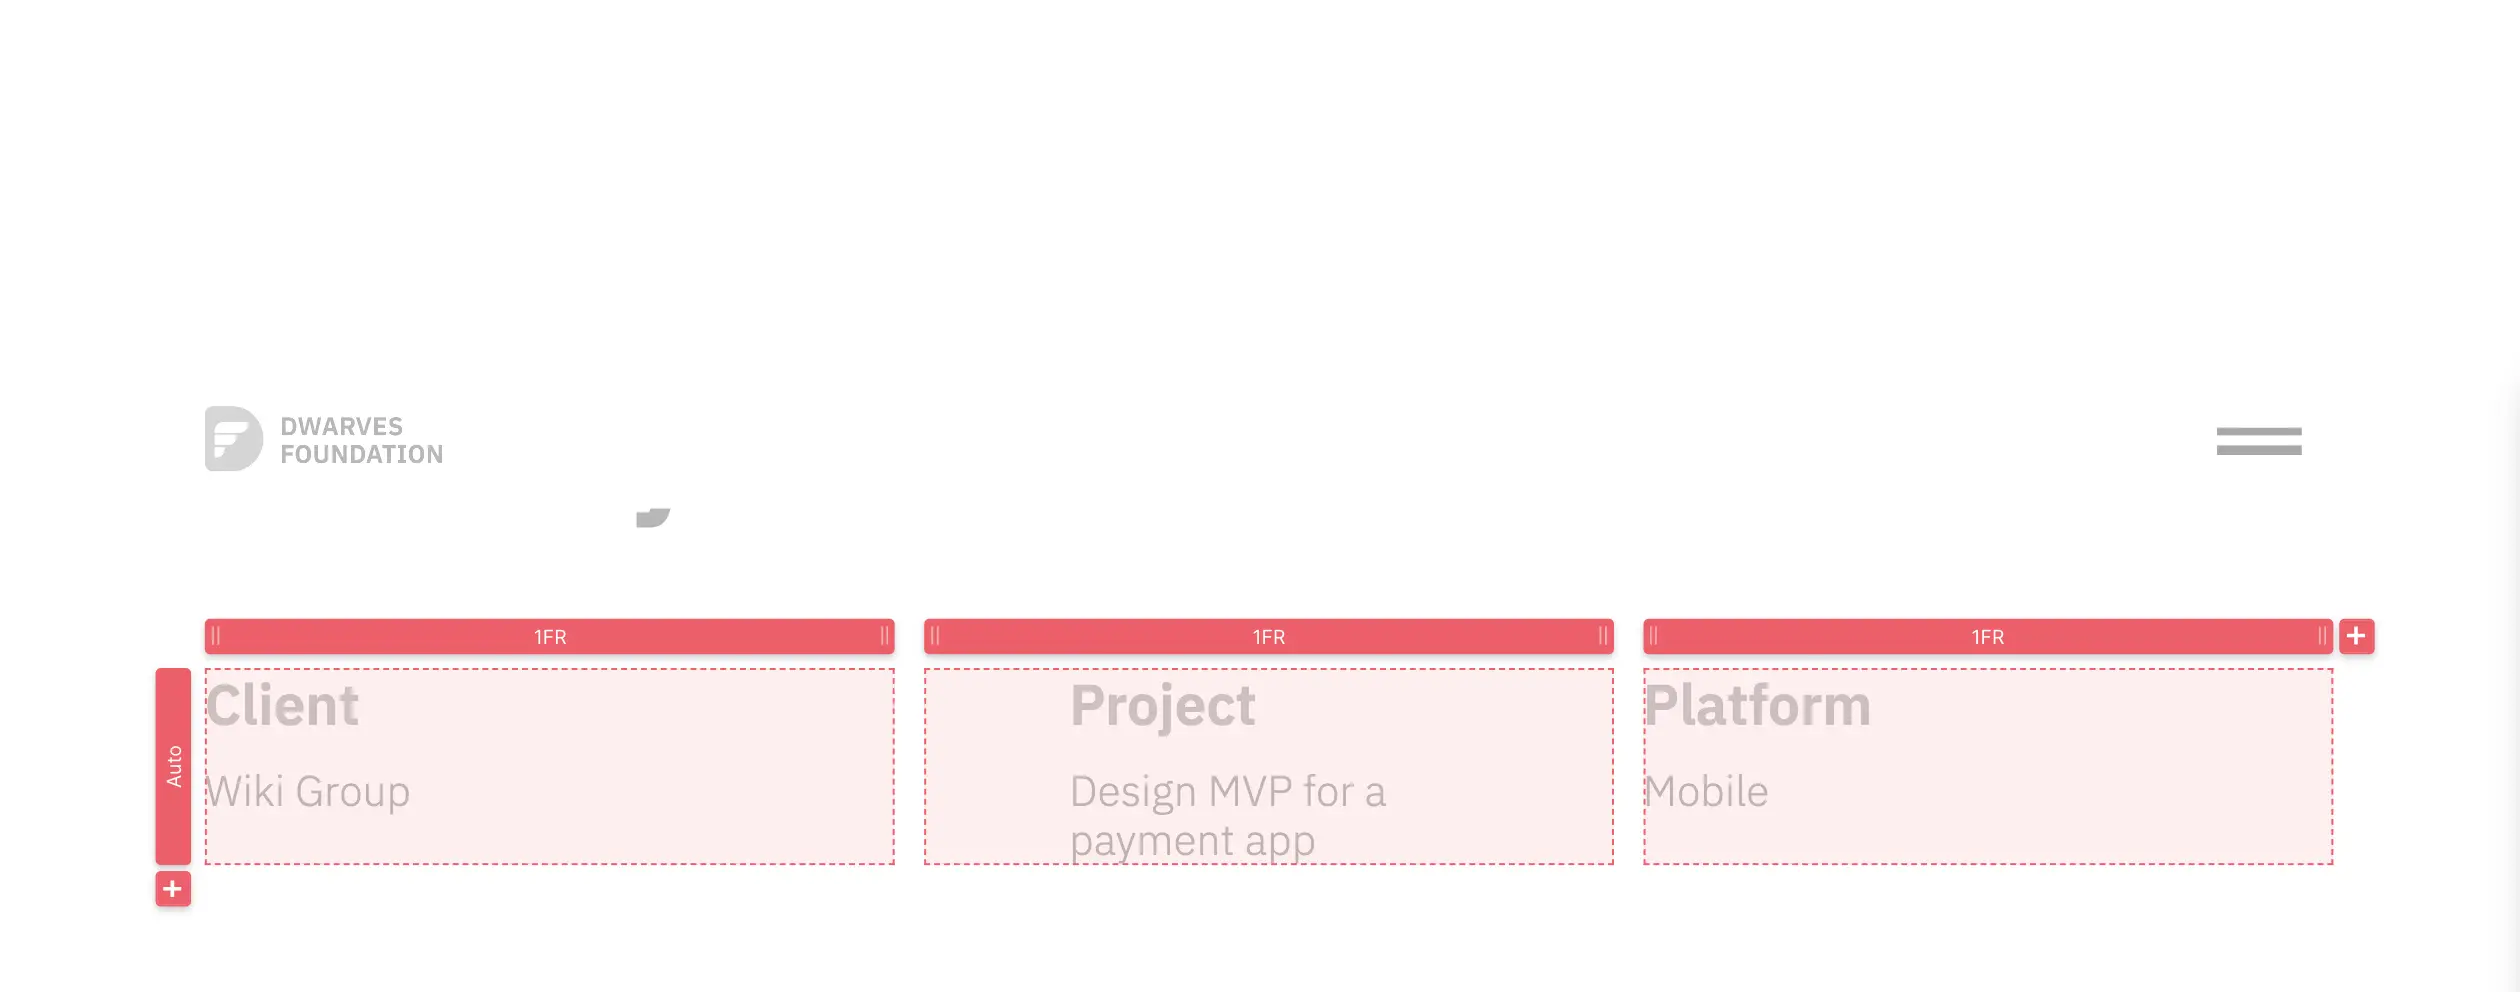 DWARVES
FOUNDATION
1FR
1FR
1FR
Auto
Client
Wiki Group
Project
Design MVP for a
payment app
Platform
Mobile